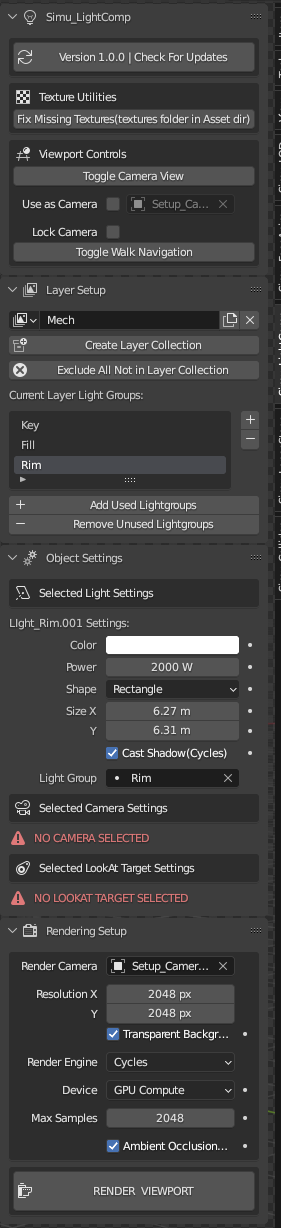 Simu_LightComp
Version 1.0.0 | Check For Updates
Texture Utilities
Fix Missing Textures(textures folder in Asset dir)
Viewport Controls
Toggle Camera View
Use as Camera Setup_Ca...
Lock Camera
Toggle Walk Navigation
Layer Setup
Mech
Create Layer Collection
Exclude All Not in Layer Collection
Current Layer Light Groups:
Key
Fill
Rim
Add Used Lightgroups
Remove Unused Lightgroups
Object Settings
Selected Light Settings
LIght_Rim.001 Settings:
Color
Power 2000 W
Shape Rectangle
Size X 6.27 m
Y 6.31 m
Cast Shadow(Cycles)
Light Group Rim
Selected Camera Settings
NO CAMERA SELECTED
Selected LookAt Target Settings
NO LOOKAT TARGET SELECTED
Rendering Setup
Render Camera Setup_Camer...
Resolution X 2048 px
Y 2048 px
Transparent Backgr...
Render Engine Cycles
Device GPU Compute
Max Samples 2048
Ambient Occlusion...
RENDER VIEWPORT